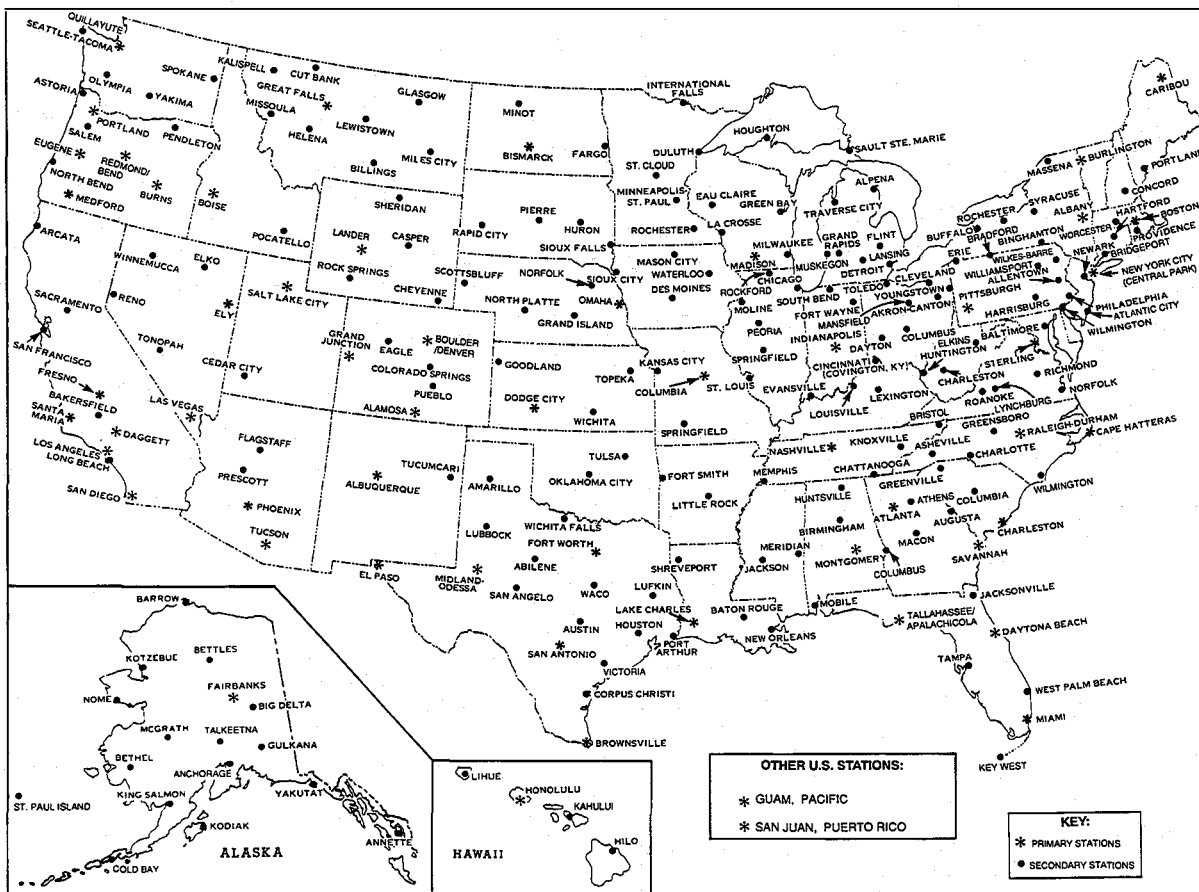 QUILLAYUTE
SEATTLE-TACOMA
KALISPELL
CUT BANK
SPOKANE
OLYMPIA
ASTORIA
YAKIMA
GREAT FALLS
MISSOULA
GLASGOW
LEWISTOWN
HELENA
PORTLAND
SALEM
PENDLETON
EUGENE
REDMOND/
BEND
NORTH BEND
BURNS
MEDFORD
BOISE
BILLINGS
MILES CITY
MINOT
BISMARCK
FARGO
INTERNATIONAL
FALLS
HOUGHTON
DULUTH
SAULT STE. MARIE
ST. CLOUD
MINNEAPOLIS
ST. PAUL
EAU CLAIRE
GREEN BAY
ALPENA
TRAVERSE CITY
CARIBOU
MASSENA
BURLINGTON
PORTLAND
CONCORD
SYRACUSE
ALBANY
ROCHESTER
BUFFALO
BRADFORD
BINGHAMTON
HARTFORD
WORCESTER
BOSTON
PROVIDENCE
BRIDGEPORT
NEWARK
NEW YORK CITY
(CENTRAL PARK)
ARCATA
WINNEMUCCA
ELKO
POCATELLO
SHERIDAN
LANDER
CASPER
ROCK SPRINGS
CHEYENNE
SCOTTSBLUFF
RAPID CITY
PIERRE
HURON
SIOUX FALLS
ROCHESTER
LA CROSSE
MASON CITY
WATERLOO
DES MOINES
NORFOLK
SIOUX CITY
OMAHA
NORTH PLATTE
GRAND ISLAND
MADISON
MILWAUKEE
GRAND
RAPIDS
MUSKEGON
FLINT
LANSING
DETROIT
CHICAGO
ROCKFORD
MOLINE
PEORIA
SOUTH BEND
TOLEDO
CLEVELAND
ERIE
YOUNGSTOWN
FORT WAYNE
MANSFIELD
AKRON-CANTON
WILKES-BARRE
WILLIAMSPORT
ALLENTOWN
PITTSBURGH
HARRISBURG
PHILADELPHIA
ATLANTIC CITY
WILMINGTON
BALTIMORE
STERLING
INDIANAPOLIS
DAYTON
COLUMBUS
CINCINNATI
(COVINGTON, KY)
HUNTINGTON
ELKINS
CHARLESTON
RICHMOND
NORFOLK
ROANOKE
LYNCHBURG
SPRINGFIELD
ST. LOUIS
EVANSVILLE
LOUISVILLE
LEXINGTON
BRISTOL
GREENSBORO
RALEIGH-DURHAM
CAPE HATTERAS
RENO
SACRAMENTO
SAN FRANCISCO
ELY
TONOPAH
SALT LAKE CITY
CEDAR CITY
GRAND
JUNCTION
EAGLE
BOULDER
/DENVER
COLORADO SPRINGS
PUEBLO
ALAMOSA
GOODLAND
TOPEKA
DODGE CITY
WICHITA
KANSAS CITY
COLUMBIA
SPRINGFIELD
FRESNO
BAKERSFIELD
SANTA
MARIA
LAS VEGAS
DAGGETT
LOS ANGELES
LONG BEACH
SAN DIEGO
FLAGSTAFF
PRESCOTT
PHOENIX
TUCSON
ALBUQUERQUE
TUCUMCARI
AMARILLO
TULSA
OKLAHOMA CITY
FORT SMITH
LITTLE ROCK
MEMPHIS
NASHVILLE
KNOXVILLE
ASHEVILLE
CHATTANOOGA
CHARLOTTE
GREENVILLE
WILMINGTON
HUNTSVILLE
ATHENS
ATLANTA
COLUMBIA
AUGUSTA
CHARLESTON
BIRMINGHAM
MACON
SAVANNAH
MERIDIAN
MONTGOMERY
JACKSON
COLUMBUS
WICHITA FALLS
FORT WORTH
LUBBOCK
ABILENE
MIDLAND-
ODESSA
EL PASO
SAN ANGELO
WACO
LUFKIN
SHREVEPORT
LAKE CHARLES
BATON ROUGE
NEW ORLEANS
MOBILE
AUSTIN
HOUSTON
PORT
ARTHUR
SAN ANTONIO
VICTORIA
CORPUS CHRISTI
BROWNSVILLE
TALLAHASSEE/
APALACHICOLA
JACKSONVILLE
DAYTONA BEACH
TAMPA
WEST PALM BEACH
MIAMI
KEY WEST
BARROW
KOTZEBUE
BETTLES
FAIRBANKS
NOME
BIG DELTA
MCGRATH
TALKEETNA
GULKANA
BETHEL
ANCHORAGE
KING SALMON
YAKUTAT
ST. PAUL ISLAND
KODIAK
COLD BAY
ANNETTE
ALASKA
LIHUE
HONOLULU
KAHULUI
HILO
HAWAII
OTHER U.S. STATIONS:
* GUAM, PACIFIC
* SAN JUAN, PUERTO RICO
KEY:
* PRIMARY STATIONS
● SECONDARY STATIONS